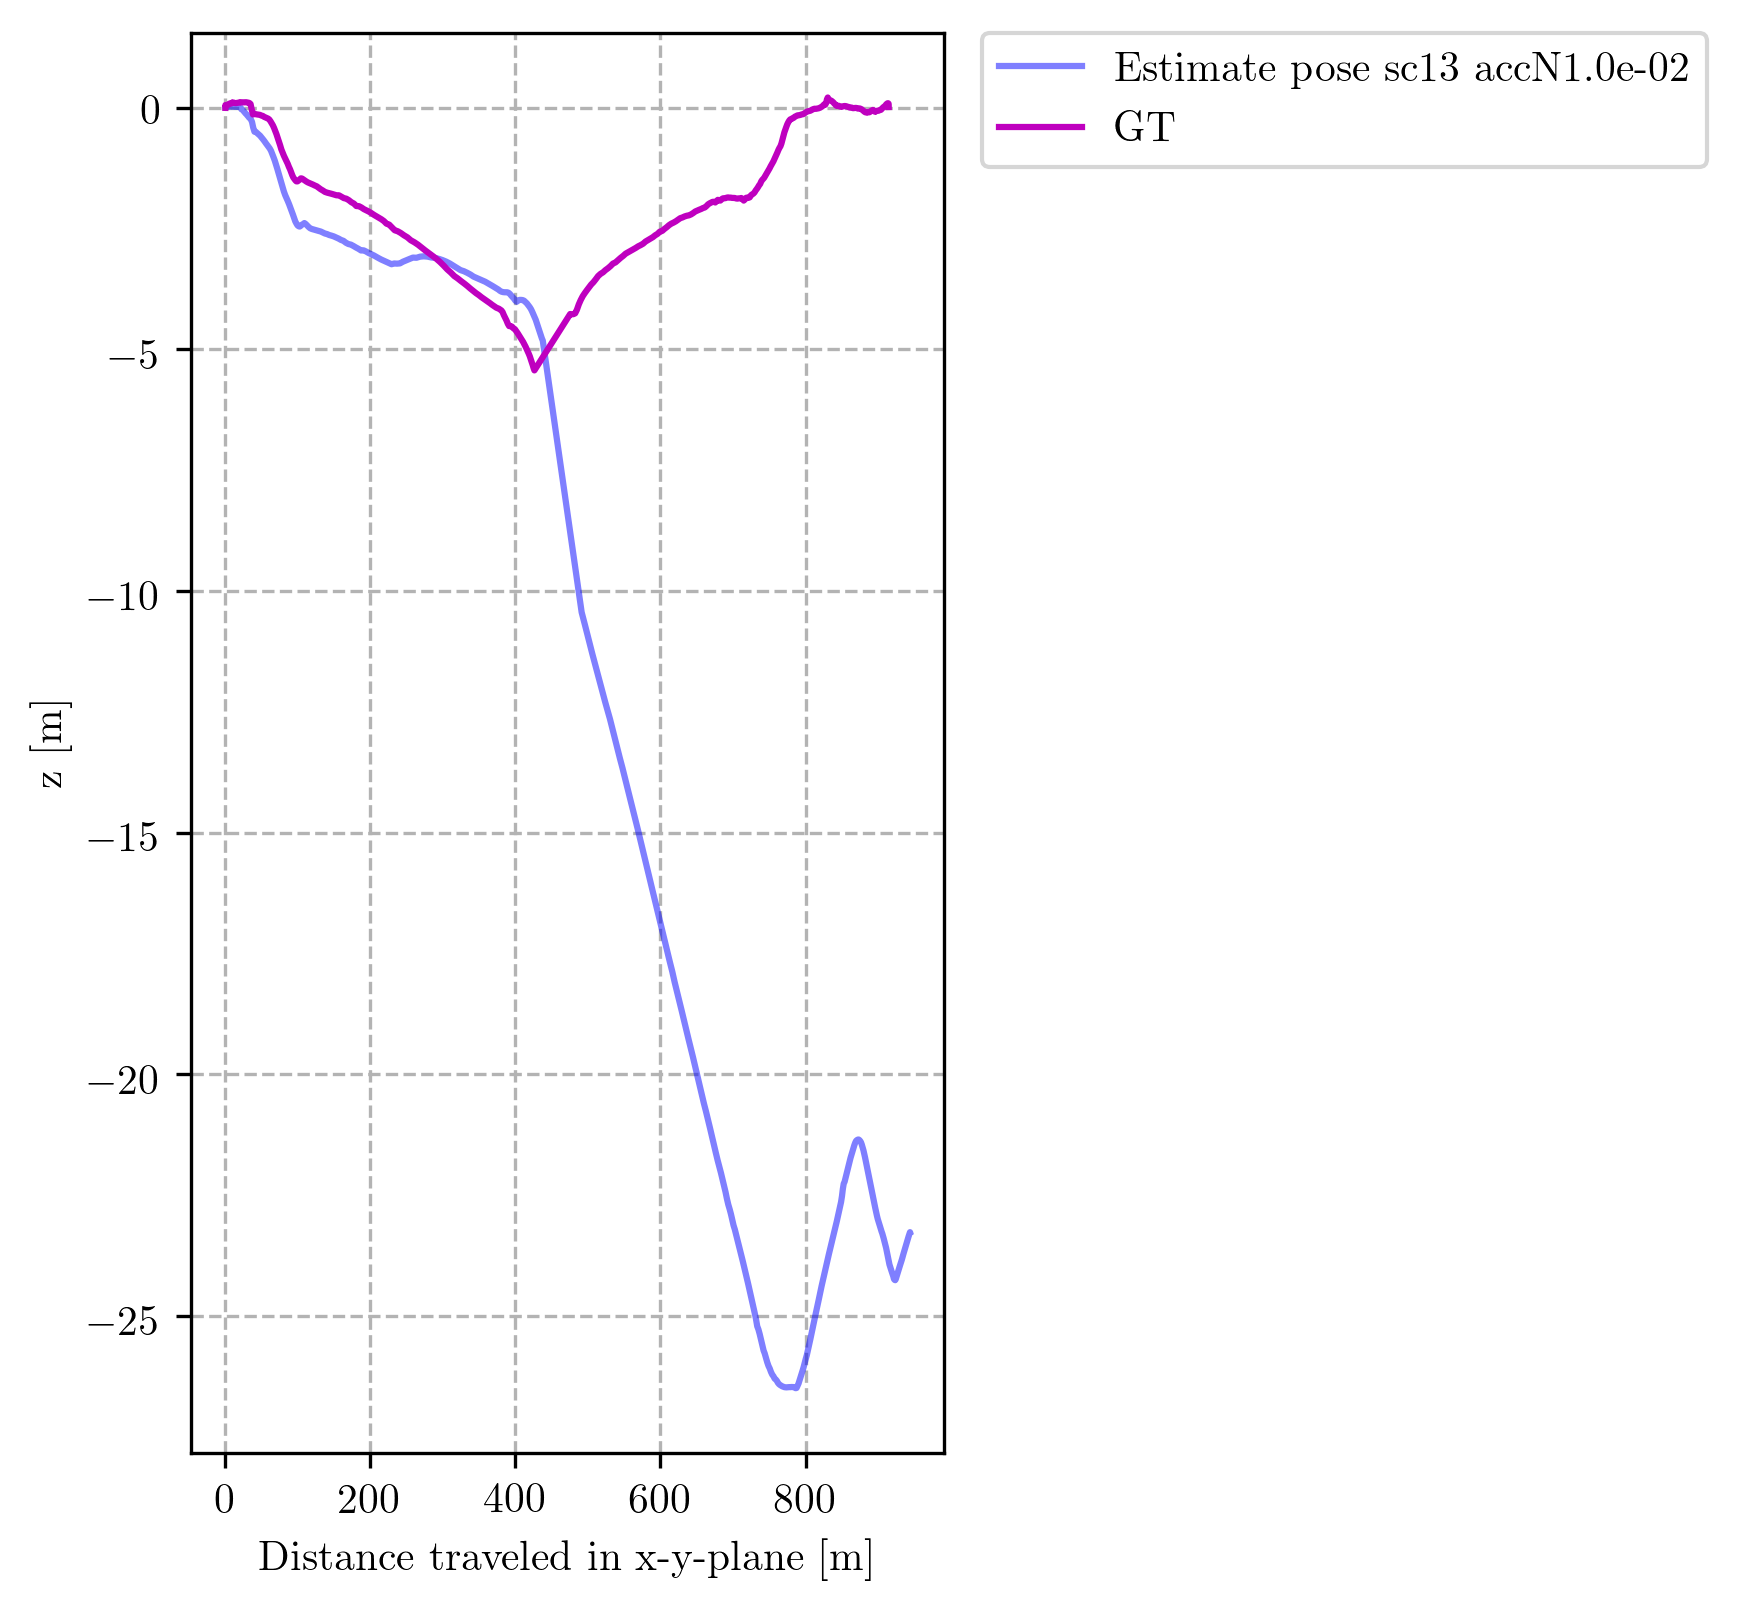 Estimate pose sc13 accN1.0e-02
GT
0
−5
−10
−15
−20
−25
z [m]
0 200 400 600 800
Distance traveled in x-y-plane [m]